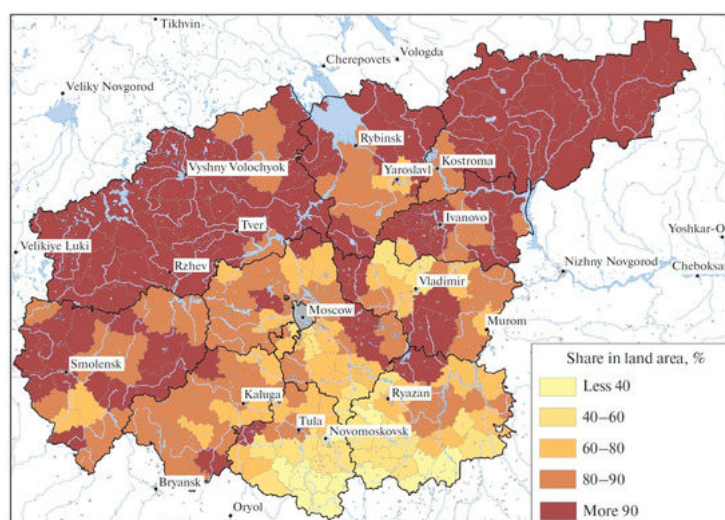 Tikhvin
Cherepovets
Vologda
Veliky Novgorod
Rybinsk
Vyshny Volochyok
Yaroslavl
Kostroma
Tver
Ivanovo
Yoshkar-O
Velikiye Luki
Rzhev
Nizhny Novgorod
Cheboksar
Vladimir
Moscow
Murom
Smolensk
Kaluga
Ryazan
Tula
Novomoskovsk
Bryansk
Oryol
Share in land area, %
Less 40
40–60
60–80
80–90
More 90